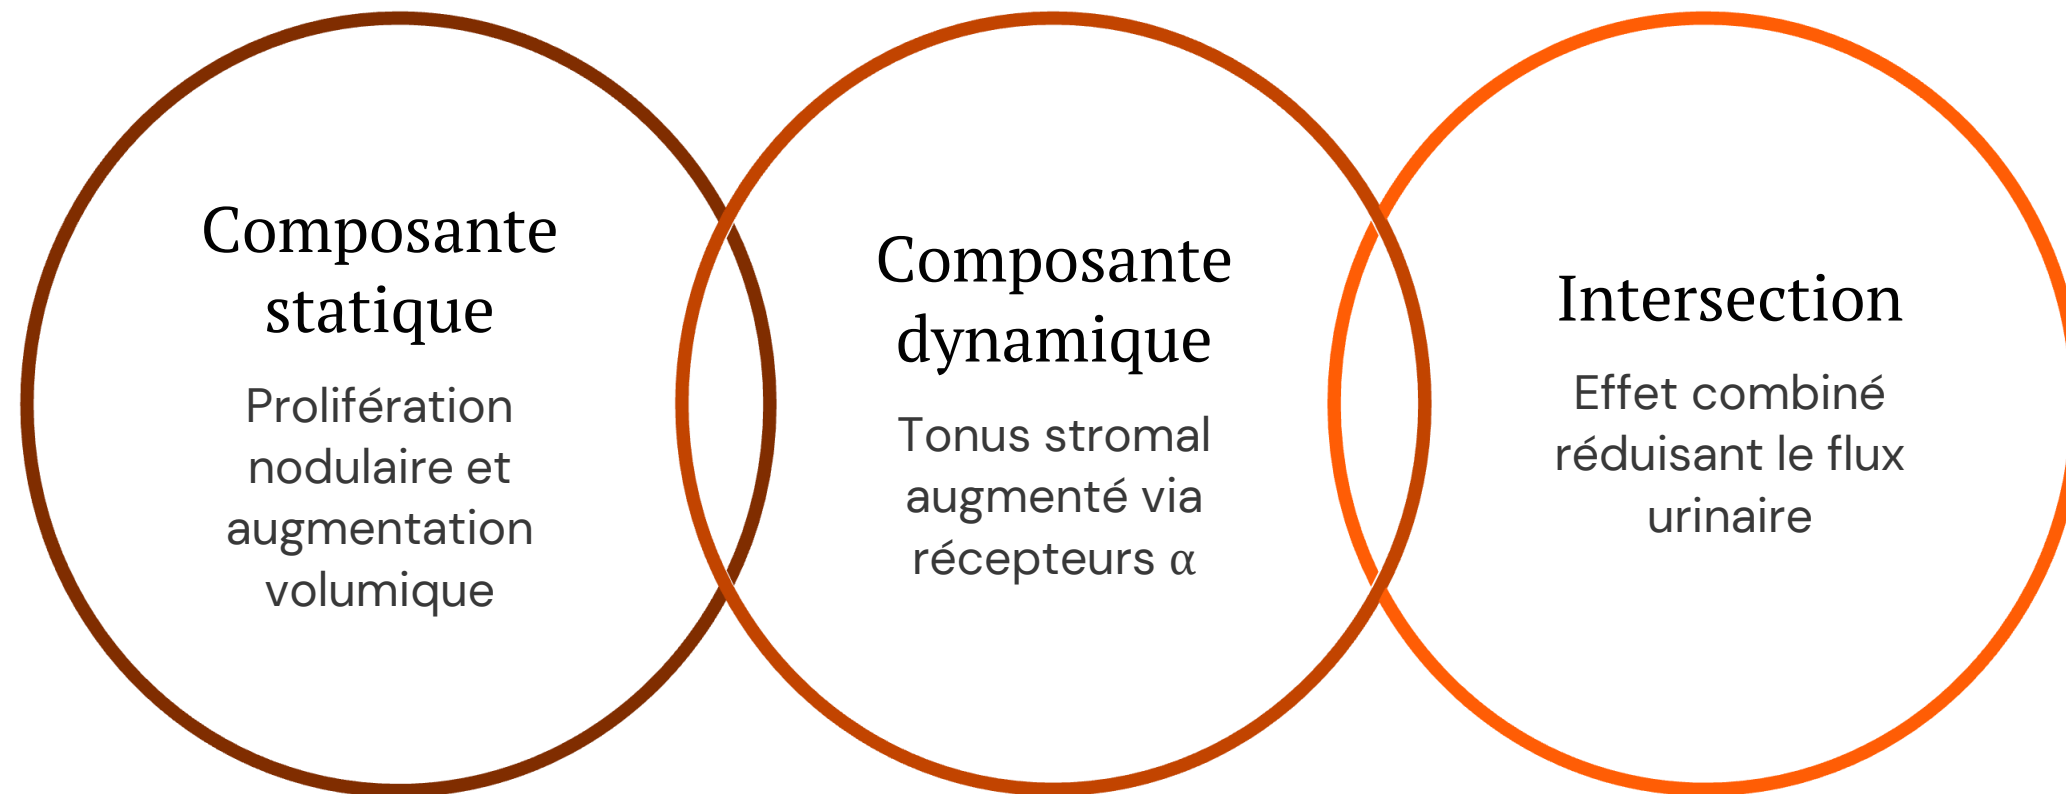 Composante
statique
Prolifération
nodulaire et
augmentation
volumique
Composante
dynamique
Tonus stromal
augmenté via
récepteurs α
Intersection
Effet combiné
réduisant le flux
urinaire